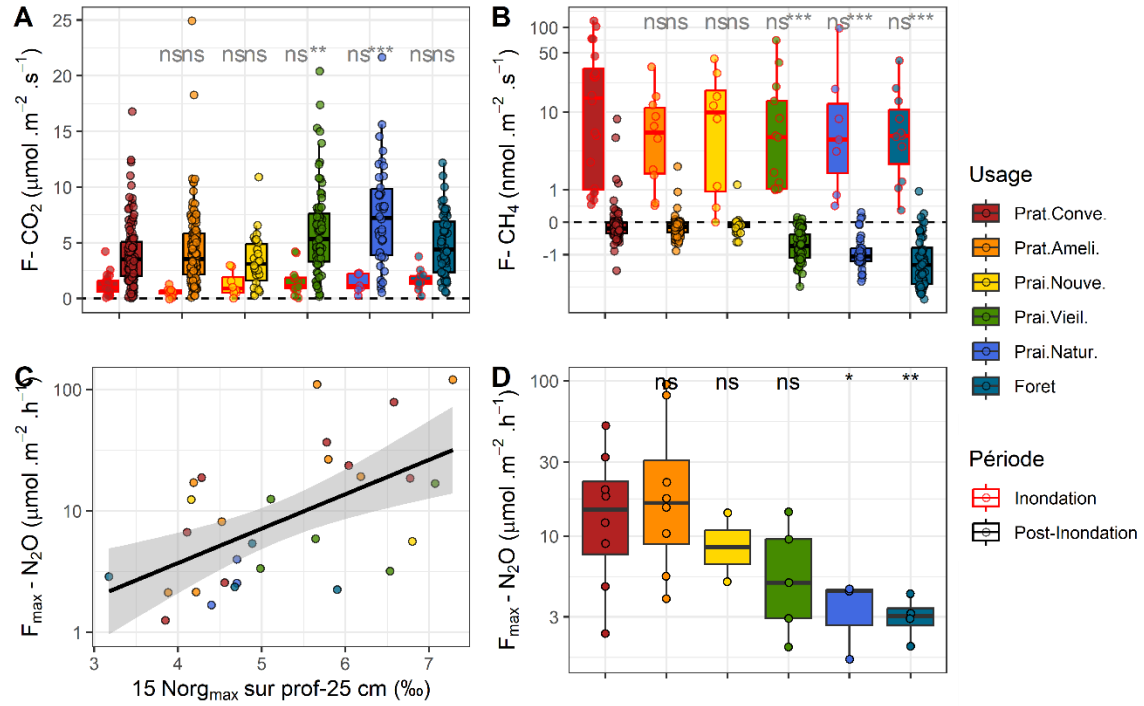 A
F- CO2 (µmol .m−2 .s−1)
25
20
15
10
5
0
nsns
nsns
ns**
ns***
nsns
B
F- CH4 (nmol .m−2 .s−1)
100
10
1
0
-1
nsns
nsns
ns***
ns***
ns***
C
Fmax - N2O (µmol .m−2 .h−1)
100
10
1
3
4
5
6
7
15 Norgmax sur prof-25 cm (‰)
D
Fmax - N2O (µmol .m−2 .h−1)
100
30
10
3
ns
ns
ns
*
**
Usage
Prat.Conve.
Prat.Ameli.
Prai.Nouve.
Prai.Vieil.
Prai.Natur.
Foret
Période
Inondation
Post-Inondation